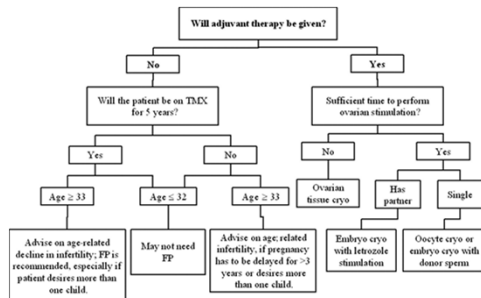 Will adjuvant therapy be given?
No
Yes
Will the patient be on TMX
for 5 years?
Sufficient time to perform
ovarian stimulation?
Yes
No
No
Yes
Age ≥ 33
Age ≤ 32
Age ≥ 33
Ovarian
tissue cryo
Has
partner
Single
Advise on age-related
decline in infertility; FP is
recommended, especially if
patient desires more than
one child.
May not need
FP
Advise on age; related
infertility, if pregnancy
has to be delayed for >3
years or desires more
than one child.
Embryo cryo
with letrozole
stimulation
Oocyte cryo or
embryo cryo with
donor sperm